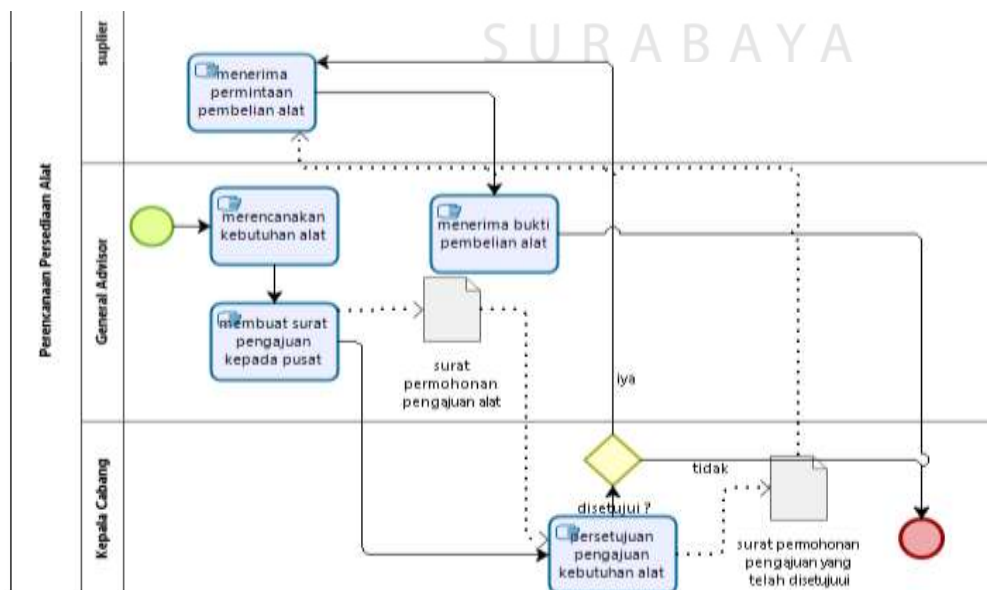 SURABAYA
Perencanaan Persediaan Alat
suplier
menerima
permintaan
pembelian alat
General Advisor
merencanakan
kebutuhan alat
menerima bukti
pembelian alat
membuat surat
pengajuan
kepada pusat
surat
permohonan
pengajuan alat
iya
Kepala Cabang
tidak
disetujui ?
persetujuan
pengajuan
kebutuhan alat
surat permohonan
pengajuan yang
telah disetujuui